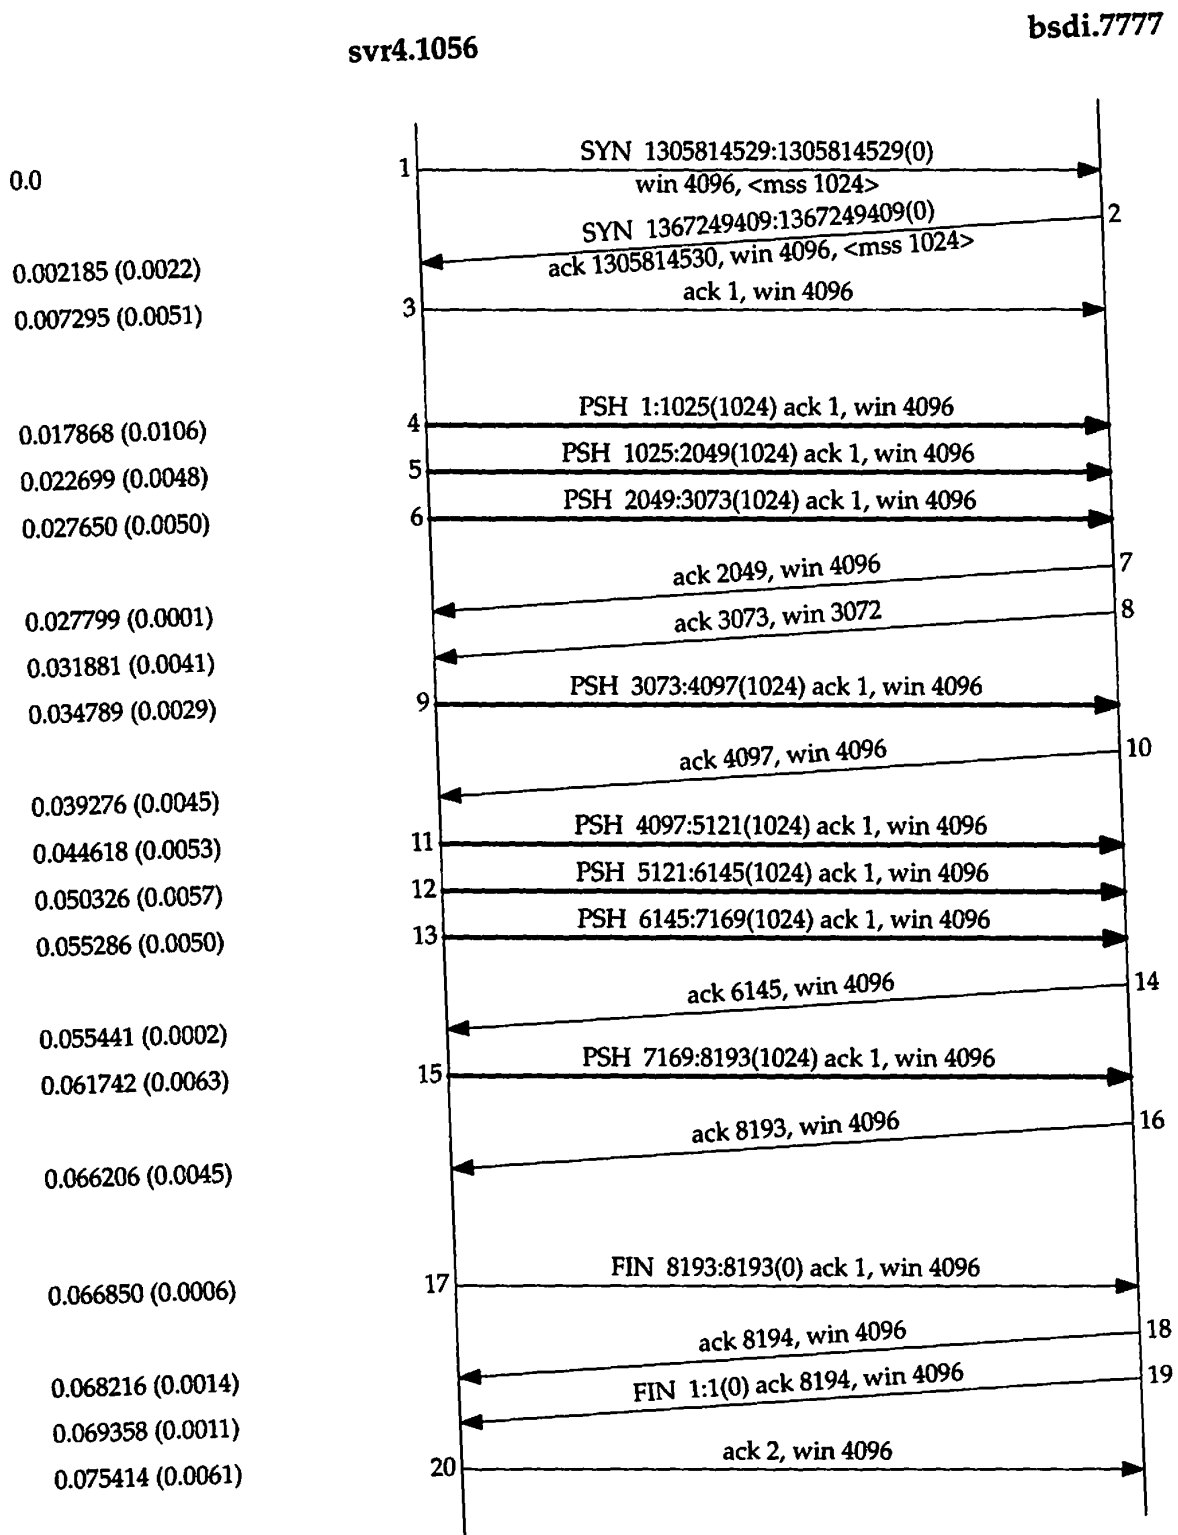 svr4.1056
bsdi.7777
0.0
1
SYN 1305814529:1305814529(0)
win 4096, <mss 1024>
SYN 1367249409:1367249409(0)
2
0.002185 (0.0022)
ack 1305814530, win 4096, <mss 1024>
0.007295 (0.0051)
3
ack 1, win 4096
0.017868 (0.0106)
4
PSH 1:1025(1024) ack 1, win 4096
0.022699 (0.0048)
5
PSH 1025:2049(1024) ack 1, win 4096
0.027650 (0.0050)
6
PSH 2049:3073(1024) ack 1, win 4096
ack 2049, win 4096
7
0.027799 (0.0001)
ack 3073, win 3072
8
0.031881 (0.0041)
0.034789 (0.0029)
9
PSH 3073:4097(1024) ack 1, win 4096
ack 4097, win 4096
10
0.039276 (0.0045)
0.044618 (0.0053)
11
PSH 4097:5121(1024) ack 1, win 4096
0.050326 (0.0057)
12
PSH 5121:6145(1024) ack 1, win 4096
0.055286 (0.0050)
13
PSH 6145:7169(1024) ack 1, win 4096
ack 6145, win 4096
14
0.055441 (0.0002)
0.061742 (0.0063)
15
PSH 7169:8193(1024) ack 1, win 4096
ack 8193, win 4096
16
0.066206 (0.0045)
0.066850 (0.0006)
17
FIN 8193:8193(0) ack 1, win 4096
ack 8194, win 4096
18
0.068216 (0.0014)
FIN 1:1(0) ack 8194, win 4096
19
0.069358 (0.0011)
0.075414 (0.0061)
20
ack 2, win 4096